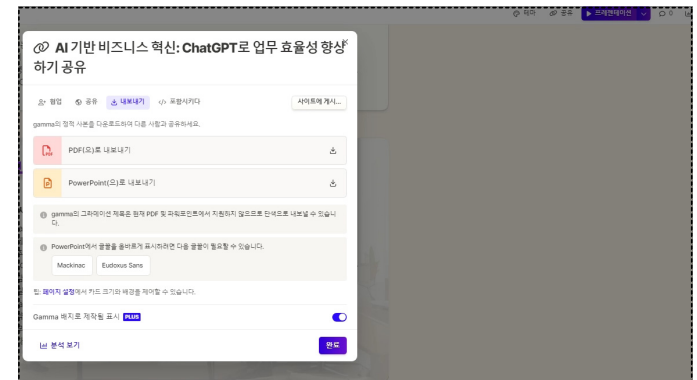 테마
공유
프레젠테이션
0
AI 기반 비즈니스 혁신: ChatGPT로 업무 효율성 향상
하기 공유
협업
공유
내보내기
</> 포함시키다
사이트에 게시...
gamma의 정적 사본을 다운로드하여 다른 사람과 공유하세요.
PDF(으)로 내보내기
PowerPoint(으)로 내보내기
gamma의 그라데이션 제목은 현재 PDF 및 파워포인트에서 지원하지 않으므로 단색으로 내보낼 수 있습니
다.
PowerPoint에서 글꼴을 올바르게 표시하려면 다음 글꼴이 필요할 수 있습니다.
Mackinac
Eudoxus Sans
팁: 페이지 설정에서 카드 크기와 배경을 제어할 수 있습니다.
Gamma 배지로 제작됨 표시 PLUS
분석 보기
완료